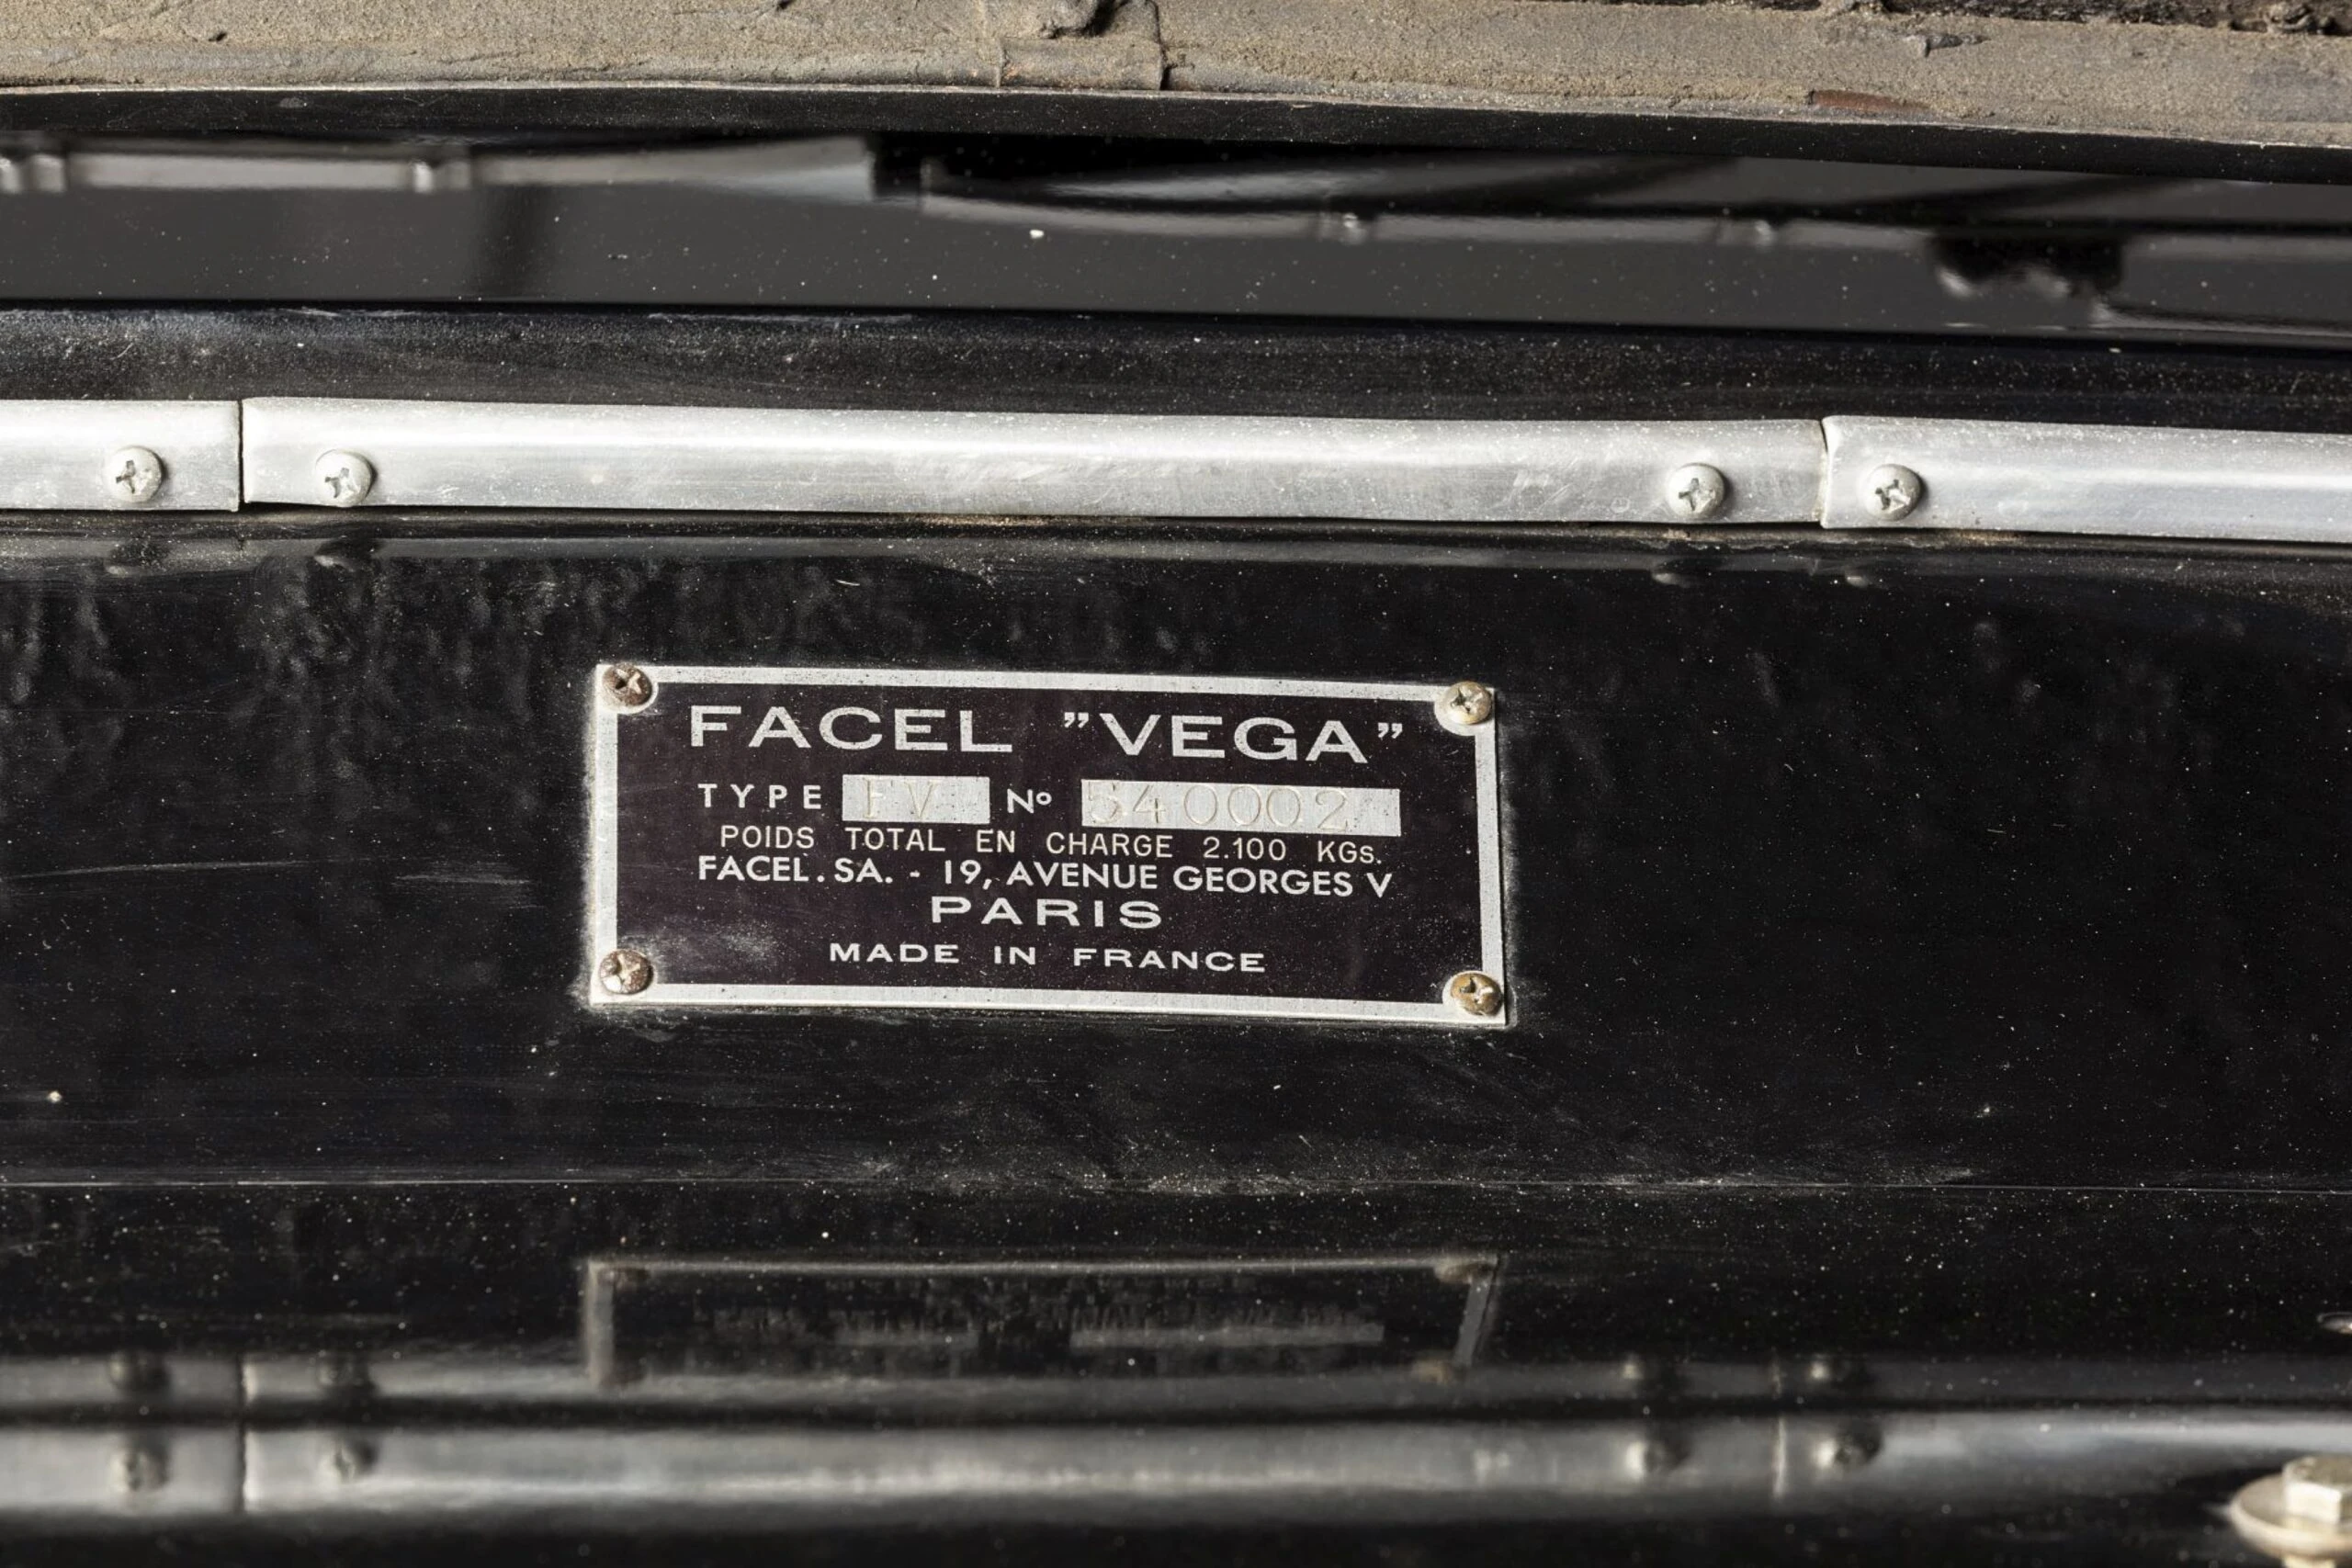 FACEL "VEGA"
TYPE FV Nº 540002
POIDS TOTAL EN CHARGE 2.100 KGs.
FACEL. SA. - 19, AVENUE GEORGES V
PARIS
MADE IN FRANCE